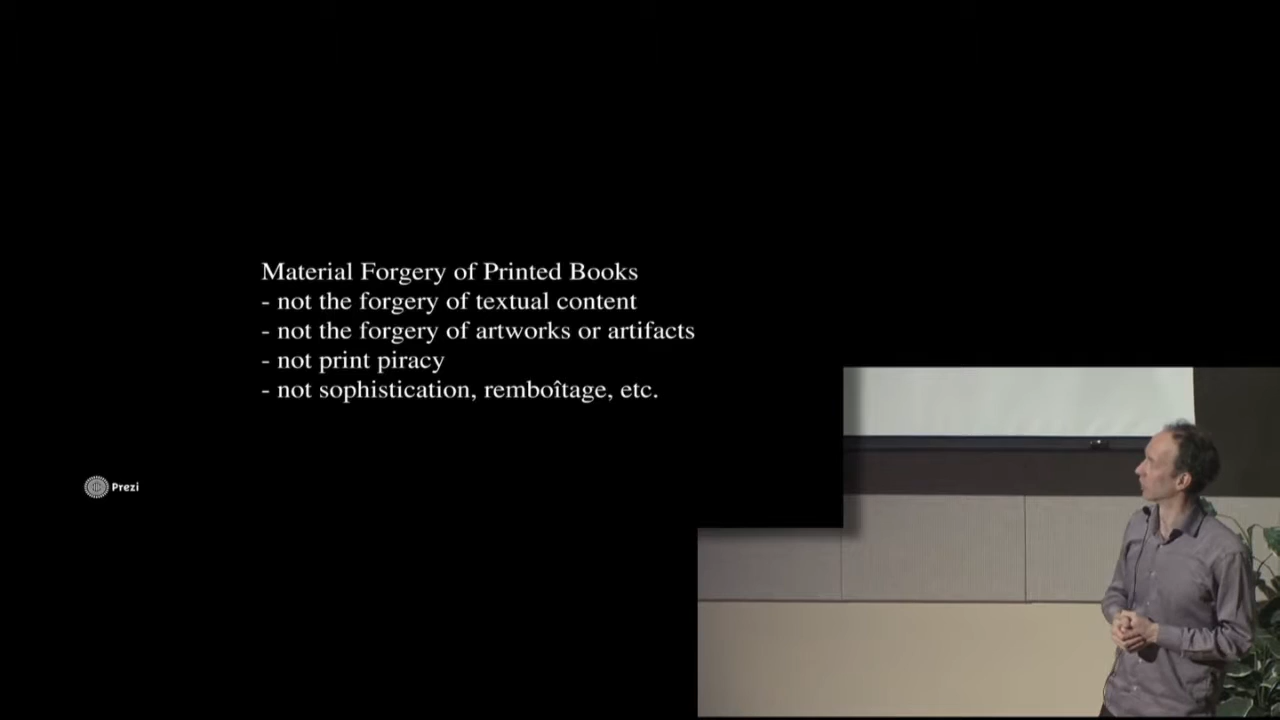 Material Forgery of Printed Books
- not the forgery of textual content
- not the forgery of artworks or artifacts
- not print piracy
- not sophistication, remboîtage, etc.
Prezi